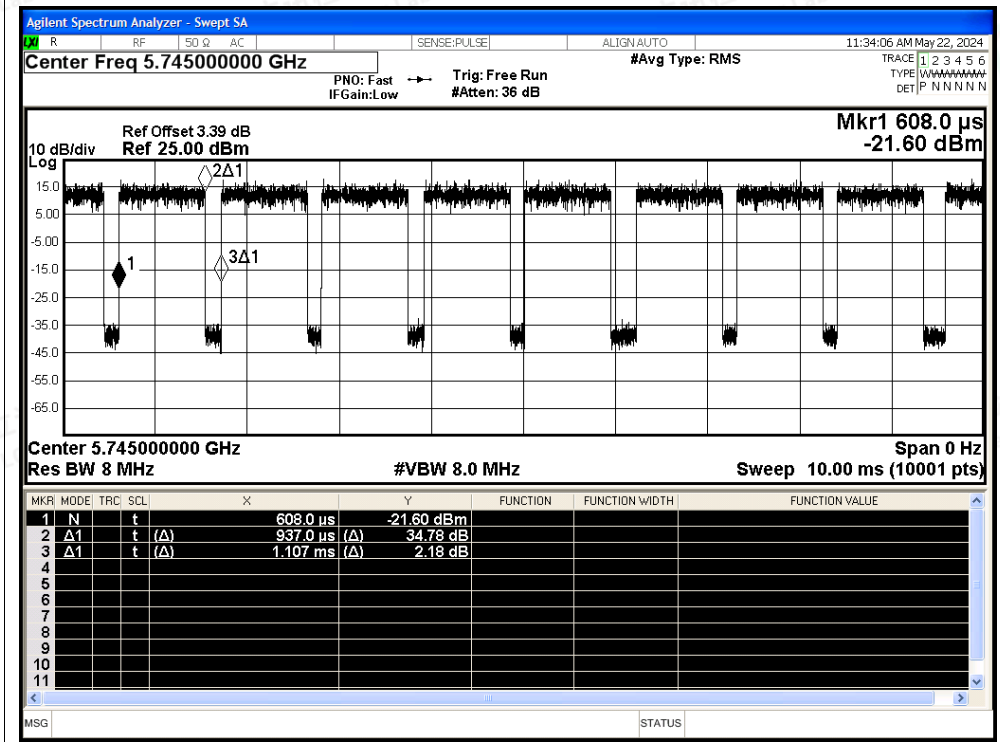 Agilent Spectrum Analyzer - Swept SA
LXI R RF 50 Ω AC SENSE:PULSE ALIGNAUTO 11:34:06 AM May 22, 2024
Center Freq 5.745000000 GHz
#Avg Type: RMS
TRACE 1 2 3 4 5 6
PNO: Fast Trig: Free Run
TYPE W
IFGain:Low #Atten: 36 dB
DET P N N N N N
Mkr1 608.0 µs
Ref Offset 3.39 dB
10 dB/div Ref 25.00 dBm -21.60 dBm
Log
15.0
5.00
-5.00
-15.0
-25.0
-35.0
-45.0
-55.0
-65.0
2Δ1
1
3Δ1
Center 5.745000000 GHz Span 0 Hz
Res BW 8 MHz #VBW 8.0 MHz Sweep 10.00 ms (10001 pts)
MKR MODE TRC SCL X Y FUNCTION FUNCTION WIDTH FUNCTION VALUE
1 N t 608.0 µs -21.60 dBm
2 Δ1 t (Δ) 937.0 µs (Δ) 34.78 dB
3 Δ1 t (Δ) 1.107 ms (Δ) 2.18 dB
4
5
6
7
8
9
10
11
MSG STATUS